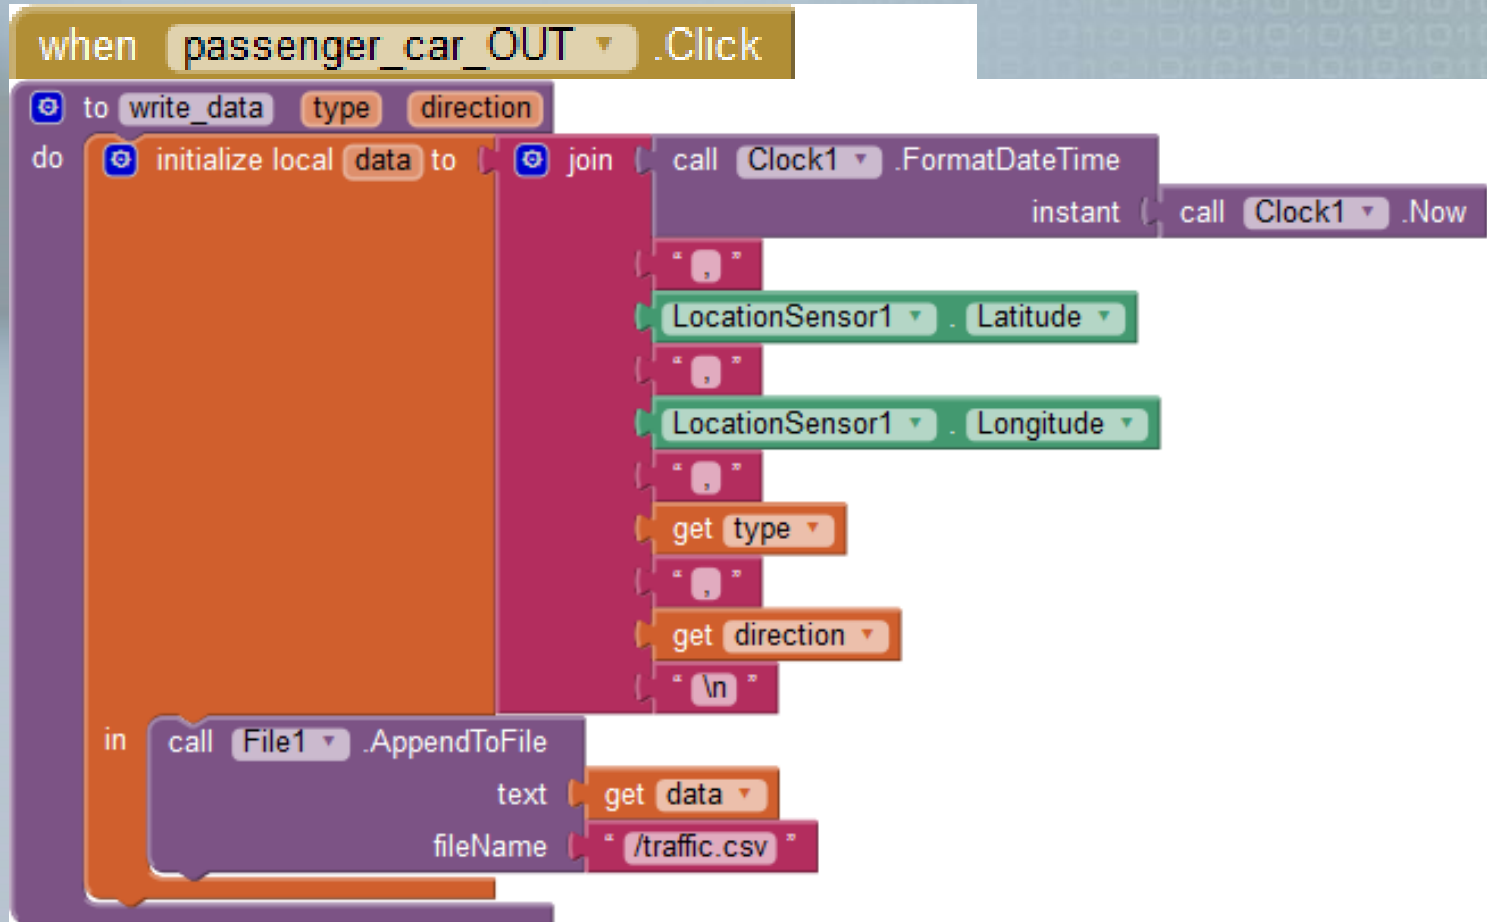 when passenger_car_OUT .Click
to write_data type direction
do initialize local data to join call Clock1 .FormatDateTime
instant call Clock1 .Now
“ , ”
LocationSensor1 . Latitude
“ , ”
LocationSensor1 . Longitude
“ , ”
get type
“ , ”
get direction
“ \n ”
in call File1 .AppendToFile
text get data
fileName “ /traffic.csv ”